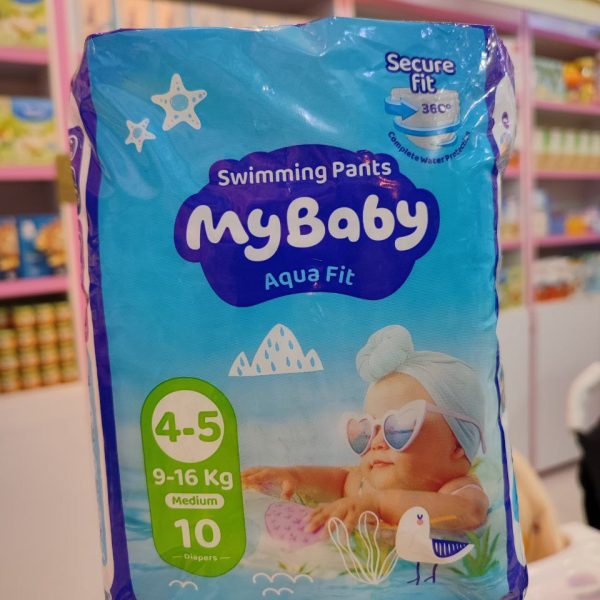 Secure
fit
360°
Complete Water Protection
Swimming Pants
MyBaby
Aqua Fit
4-5
9-16 Kg
Medium
10
Diapers